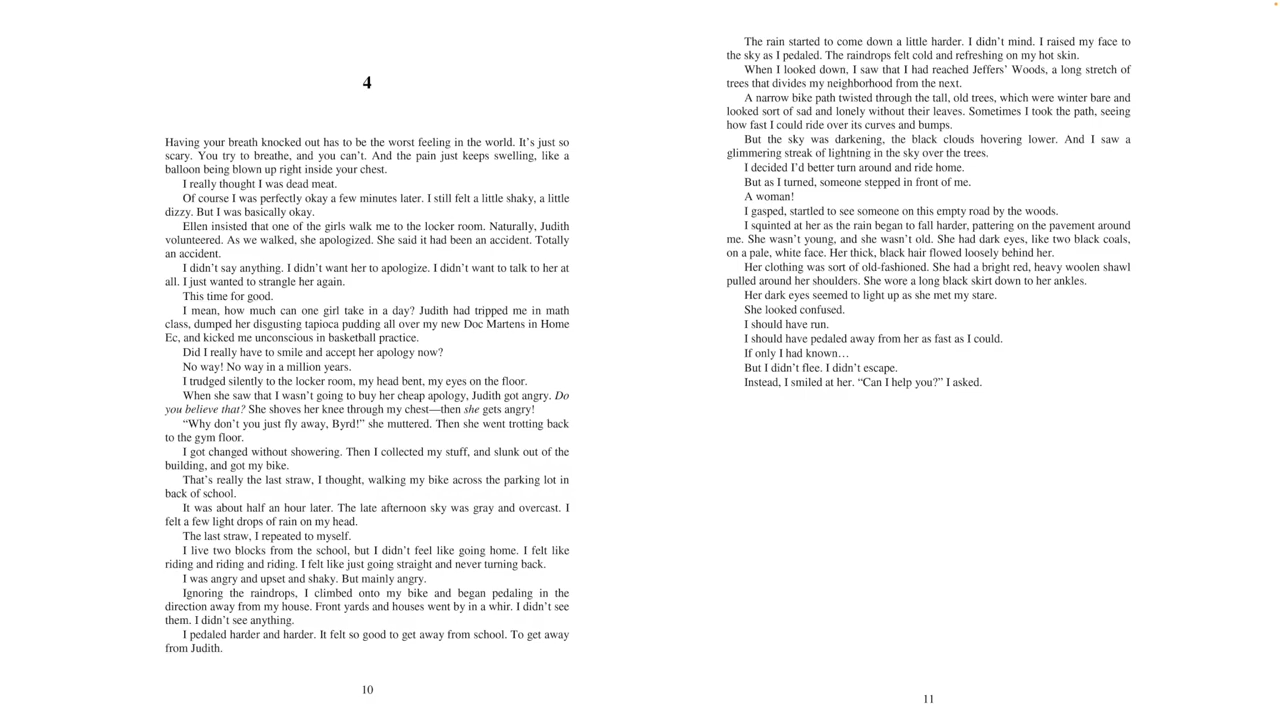 4
Having your breath knocked out has to be the worst feeling in the world. It's just so
scary. You try to breathe, and you can't. And the pain just keeps swelling, like a
balloon being blown up right inside your chest.
I really thought I was dead meat.
Of course I was perfectly okay a few minutes later. I still felt a little shaky, a little
dizzy. But I was basically okay.
Ellen insisted that one of the girls walk me to the locker room. Naturally, Judith
volunteered. As we walked, she apologized. She said it had been an accident. Totally
an accident.
I didn't say anything. I didn't want her to apologize. I didn't want to talk to her at
all. I just wanted to strangle her again.
This time for good.
I mean, how much can one girl take in a day? Judith had tripped me in math
class, dumped her disgusting tapioca pudding all over my new Doc Martens in Home
Ec, and kicked me unconscious in basketball practice.
Did I really have to smile and accept her apology now?
No way! No way in a million years.
I trudged silently to the locker room, my head bent, my eyes on the floor.
When she saw that I wasn't going to buy her cheap apology, Judith got angry. Do
you believe that? She shoves her knee through my chest—then she gets angry!
“Why don't you just fly away, Byrd!” she muttered. Then she went trotting back
to the gym floor.
I got changed without showering. Then I collected my stuff, and slunk out of the
building, and got my bike.
That's really the last straw, I thought, walking my bike across the parking lot in
back of school.
It was about half an hour later. The late afternoon sky was gray and overcast. I
felt a few light drops of rain on my head.
The last straw, I repeated to myself.
I live two blocks from the school, but I didn't feel like going home. I felt like
riding and riding and riding. I felt like just going straight and never turning back.
I was angry and upset and shaky. But mainly angry.
Ignoring the raindrops, I climbed onto my bike and began pedaling in the
direction away from my house. Front yards and houses went by in a whir. I didn't see
them. I didn't see anything.
I pedaled harder and harder. It felt so good to get away from school. To get away
from Judith.
10
The rain started to come down a little harder. I didn't mind. I raised my face to
the sky as I pedaled. The raindrops felt cold and refreshing on my hot skin.
When I looked down, I saw that I had reached Jeffers' Woods, a long stretch of
trees that divides my neighborhood from the next.
A narrow bike path twisted through the tall, old trees, which were winter bare and
looked sort of sad and lonely without their leaves. Sometimes I took the path, seeing
how fast I could ride over its curves and bumps.
But the sky was darkening, the black clouds hovering lower. And I saw a
glimmering streak of lightning in the sky over the trees.
I decided I'd better turn around and ride home.
But as I turned, someone stepped in front of me.
A woman!
I gasped, startled to see someone on this empty road by the woods.
I squinted at her as the rain began to fall harder, pattering on the pavement around
me. She wasn't young, and she wasn't old. She had dark eyes, like two black coals,
on a pale, white face. Her thick, black hair flowed loosely behind her.
Her clothing was sort of old-fashioned. She had a bright red, heavy woolen shawl
pulled around her shoulders. She wore a long black skirt down to her ankles.
Her dark eyes seemed to light up as she met my stare.
She looked confused.
I should have run.
I should have pedaled away from her as fast as I could.
If only I had known…
But I didn't flee. I didn't escape.
Instead, I smiled at her. “Can I help you?” I asked.
11